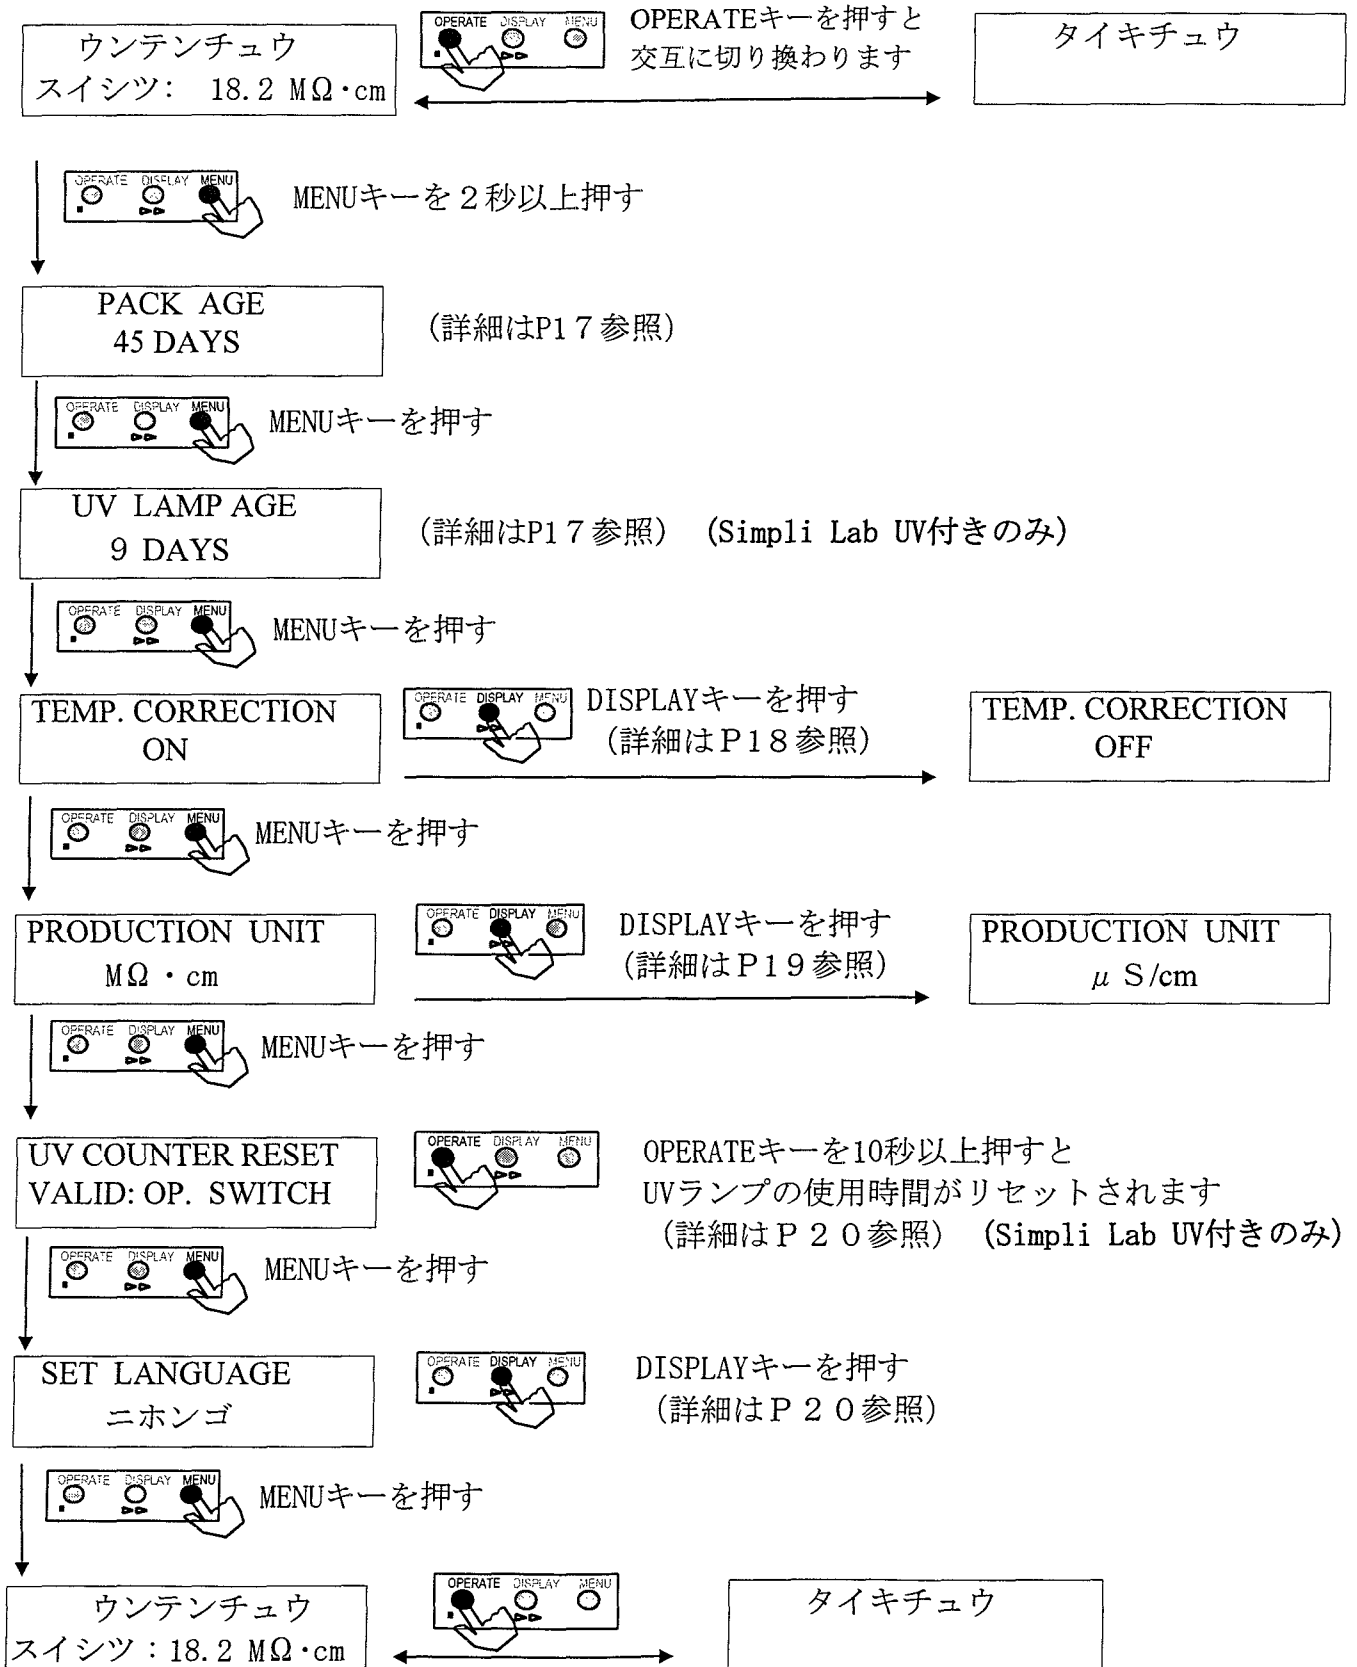 ウンテンチュウ
スイシツ: 18.2 MΩ・cm
OPERATE DISPLAY MENU
OPERATEキーを押すと
交互に切り換わります
タイキチュウ
OPERATE DISPLAY MENU
MENUキーを２秒以上押す
PACK AGE
45 DAYS
(詳細はP1７参照)
OPERATE DISPLAY MENU
MENUキーを押す
UV LAMP AGE
9 DAYS
(詳細はP1７参照) (Simpli Lab UV付きのみ)
OPERATE DISPLAY MENU
MENUキーを押す
TEMP. CORRECTION
ON
OPERATE DISPLAY MENU
DISPLAYキーを押す
(詳細はＰ18参照)
TEMP. CORRECTION
OFF
OPERATE DISPLAY MENU
MENUキーを押す
PRODUCTION UNIT
MΩ・cm
OPERATE DISPLAY MENU
DISPLAYキーを押す
(詳細はＰ19参照)
PRODUCTION UNIT
μ S/cm
OPERATE DISPLAY MENU
MENUキーを押す
UV COUNTER RESET
VALID: OP. SWITCH
OPERATE DISPLAY MENU
OPERATEキーを10秒以上押すと
UVランプの使用時間がリセットされます
(詳細はＰ２０参照) (Simpli Lab UV付きのみ)
OPERATE DISPLAY MENU
MENUキーを押す
SET LANGUAGE
ニホンゴ
OPERATE DISPLAY MENU
DISPLAYキーを押す
(詳細はＰ２０参照)
OPERATE DISPLAY MENU
MENUキーを押す
ウンテンチュウ
スイシツ：18.2 MΩ・cm
OPERATE DISPLAY MENU
タイキチュウ